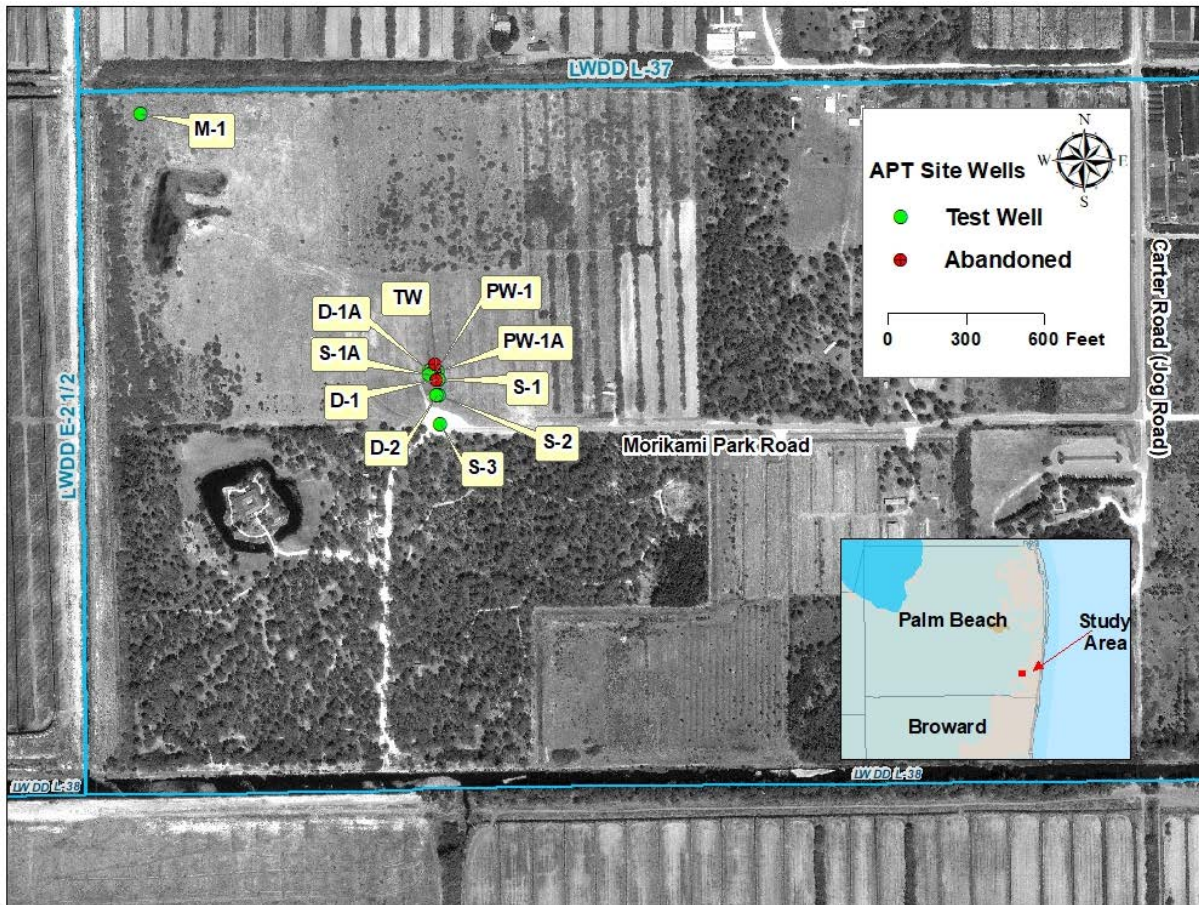 LWDD L-37
M-1
N
W
E
S
APT Site Wells
Test Well
Abandoned
0 300 600 Feet
Carter Road (Jog Road)
LWDD E-2 1/2
TW
PW-1
D-1A
PW-1A
S-1A
S-1
D-1
D-2
S-2
S-3
Morikami Park Road
Palm Beach
Study
Area
Broward
LWDD L-38
LWDD L-38